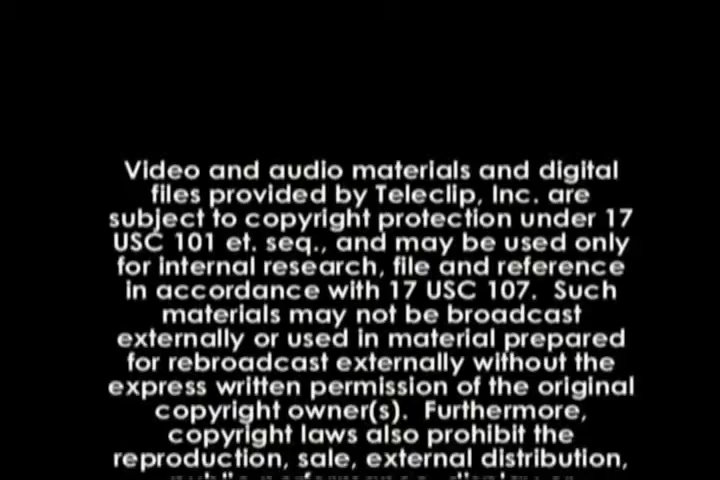 Video and audio materials and digital
files provided by Teleclip, Inc. are
subject to copyright protection under 17
USC 101 et. seq., and may be used only
for internal research, file and reference
in accordance with 17 USC 107.  Such
materials may not be broadcast
externally or used in material prepared
for rebroadcast externally without the
express written permission of the original
copyright owner(s).  Furthermore,
copyright laws also prohibit the
reproduction, sale, external distribution,